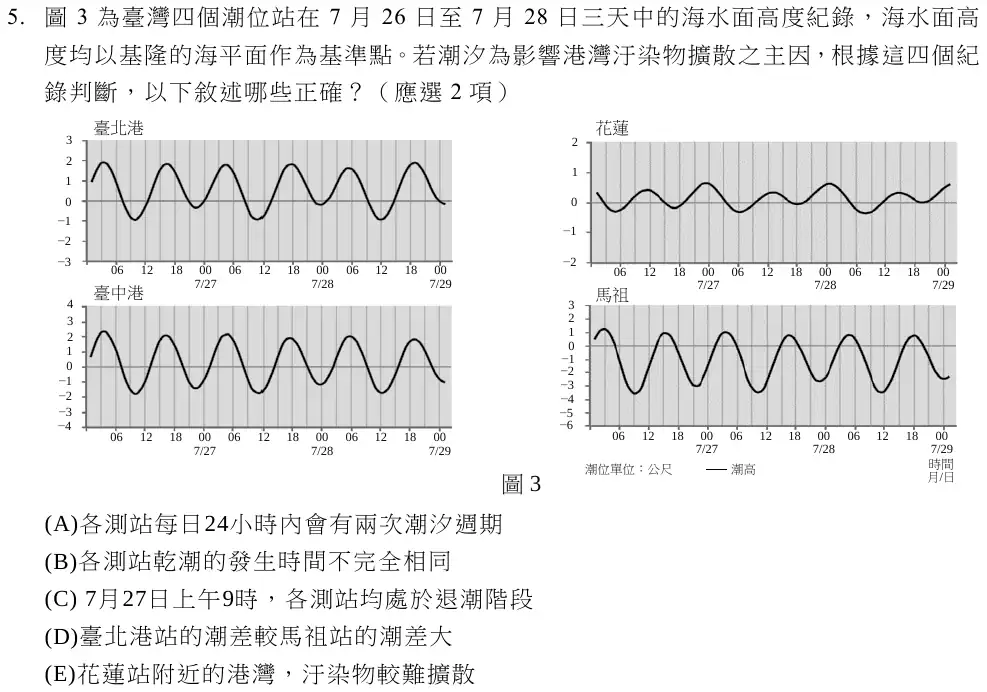 5. 圖 3 為臺灣四個潮位站在 7 月 26 日至 7 月 28 日三天中的海水面高度紀錄，海水面高
度均以基隆的海平面作為基準點。若潮汐為影響港灣汙染物擴散之主因，根據這四個紀
錄判斷，以下敘述哪些正確？（應選 2 項）
臺北港
3
2
1
0
−1
−2
−3
06 12 18 00 06 12 18 00 06 12 18 00
7/27 7/28 7/29
花蓮
2
1
0
−1
−2
06 12 18 00 06 12 18 00 06 12 18 00
7/27 7/28 7/29
臺中港
4
3
2
1
0
−1
−2
−3
−4
06 12 18 00 06 12 18 00 06 12 18 00
7/27 7/28 7/29
馬祖
3
2
1
0
−1
−2
−3
−4
−5
−6
06 12 18 00 06 12 18 00 06 12 18 00
7/27 7/28 7/29
潮位單位：公尺 潮高
時間
月/日
圖 3
(A)各測站每日24小時內會有兩次潮汐週期
(B)各測站乾潮的發生時間不完全相同
(C) 7月27日上午9時，各測站均處於退潮階段
(D)臺北港站的潮差較馬祖站的潮差大
(E)花蓮站附近的港灣，汙染物較難擴散